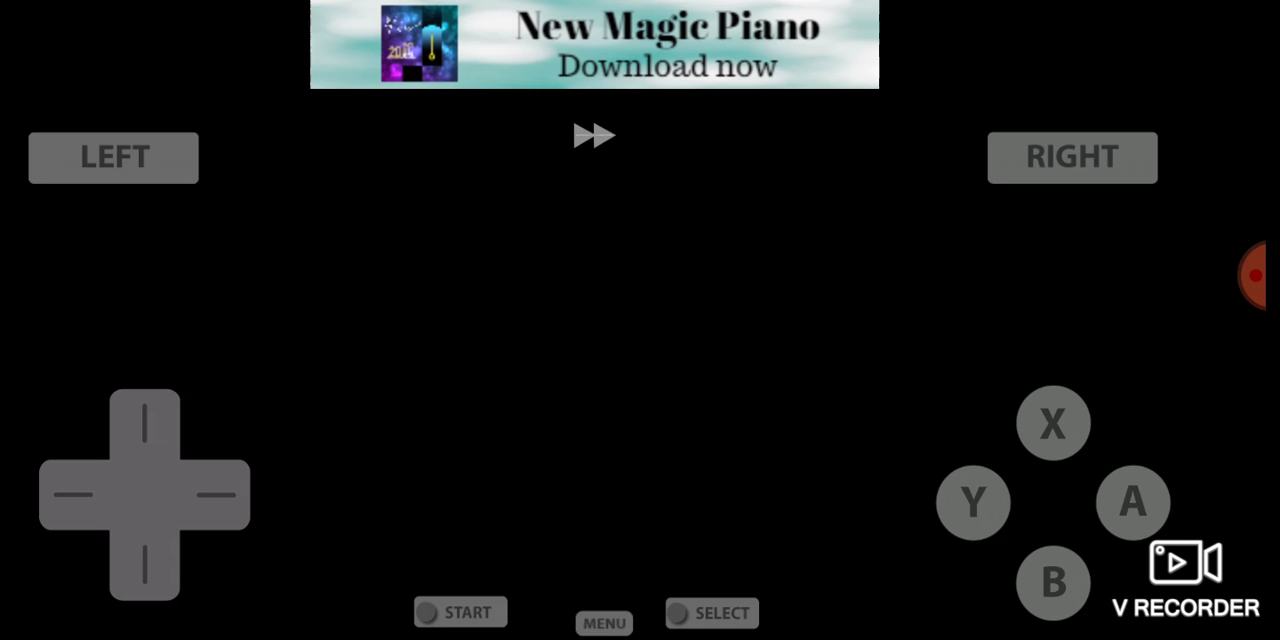 New Magic Piano
Download now
LEFT
RIGHT
X
Y
A
B
START
MENU
SELECT
V RECORDER